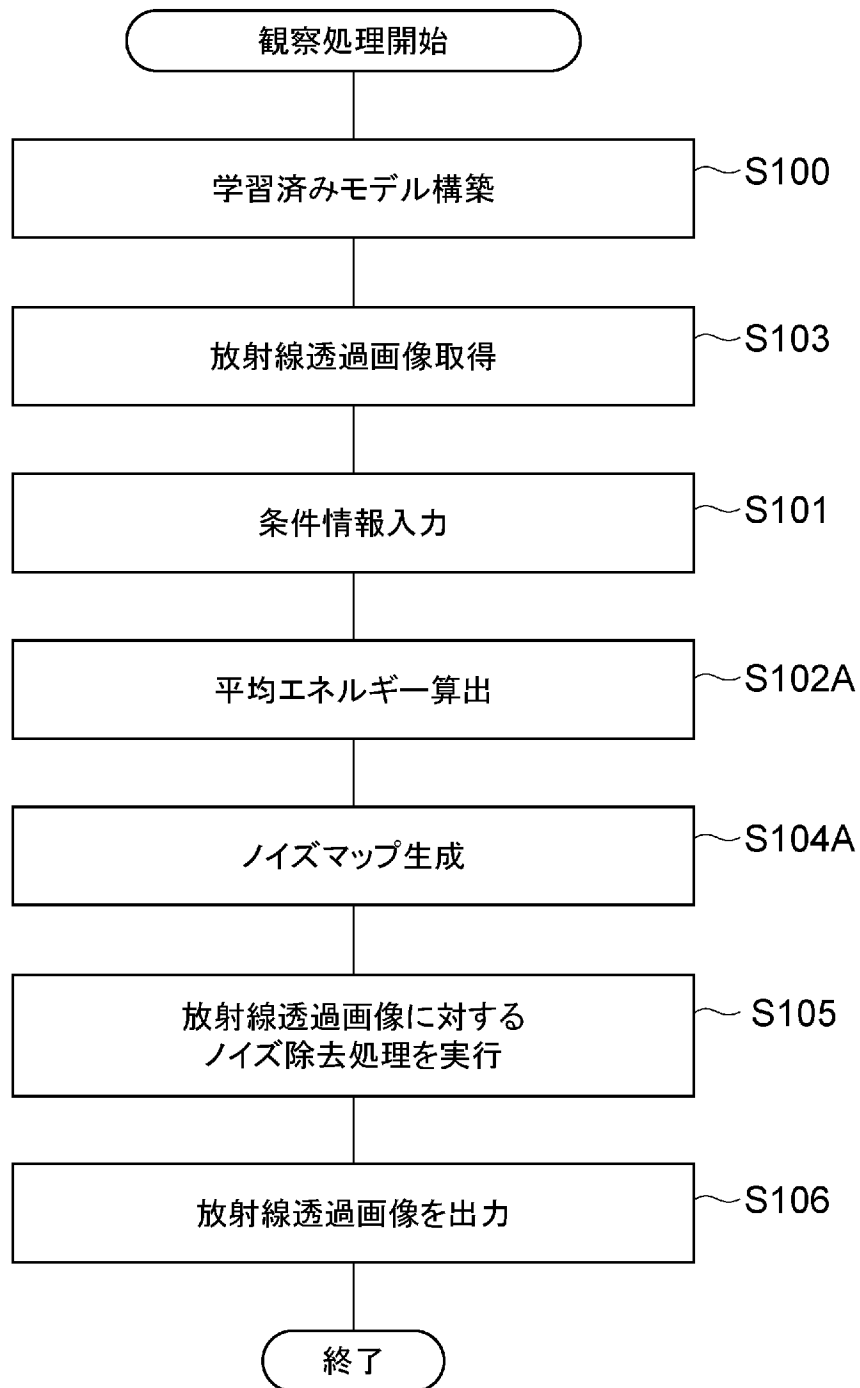 観察処理開始
学習済みモデル構築
S100
放射線透過画像取得
S103
条件情報入力
S101
平均エネルギー算出
S102A
ノイズマップ生成
S104A
放射線透過画像に対する
ノイズ除去処理を実行
S105
放射線透過画像を出力
S106
終了